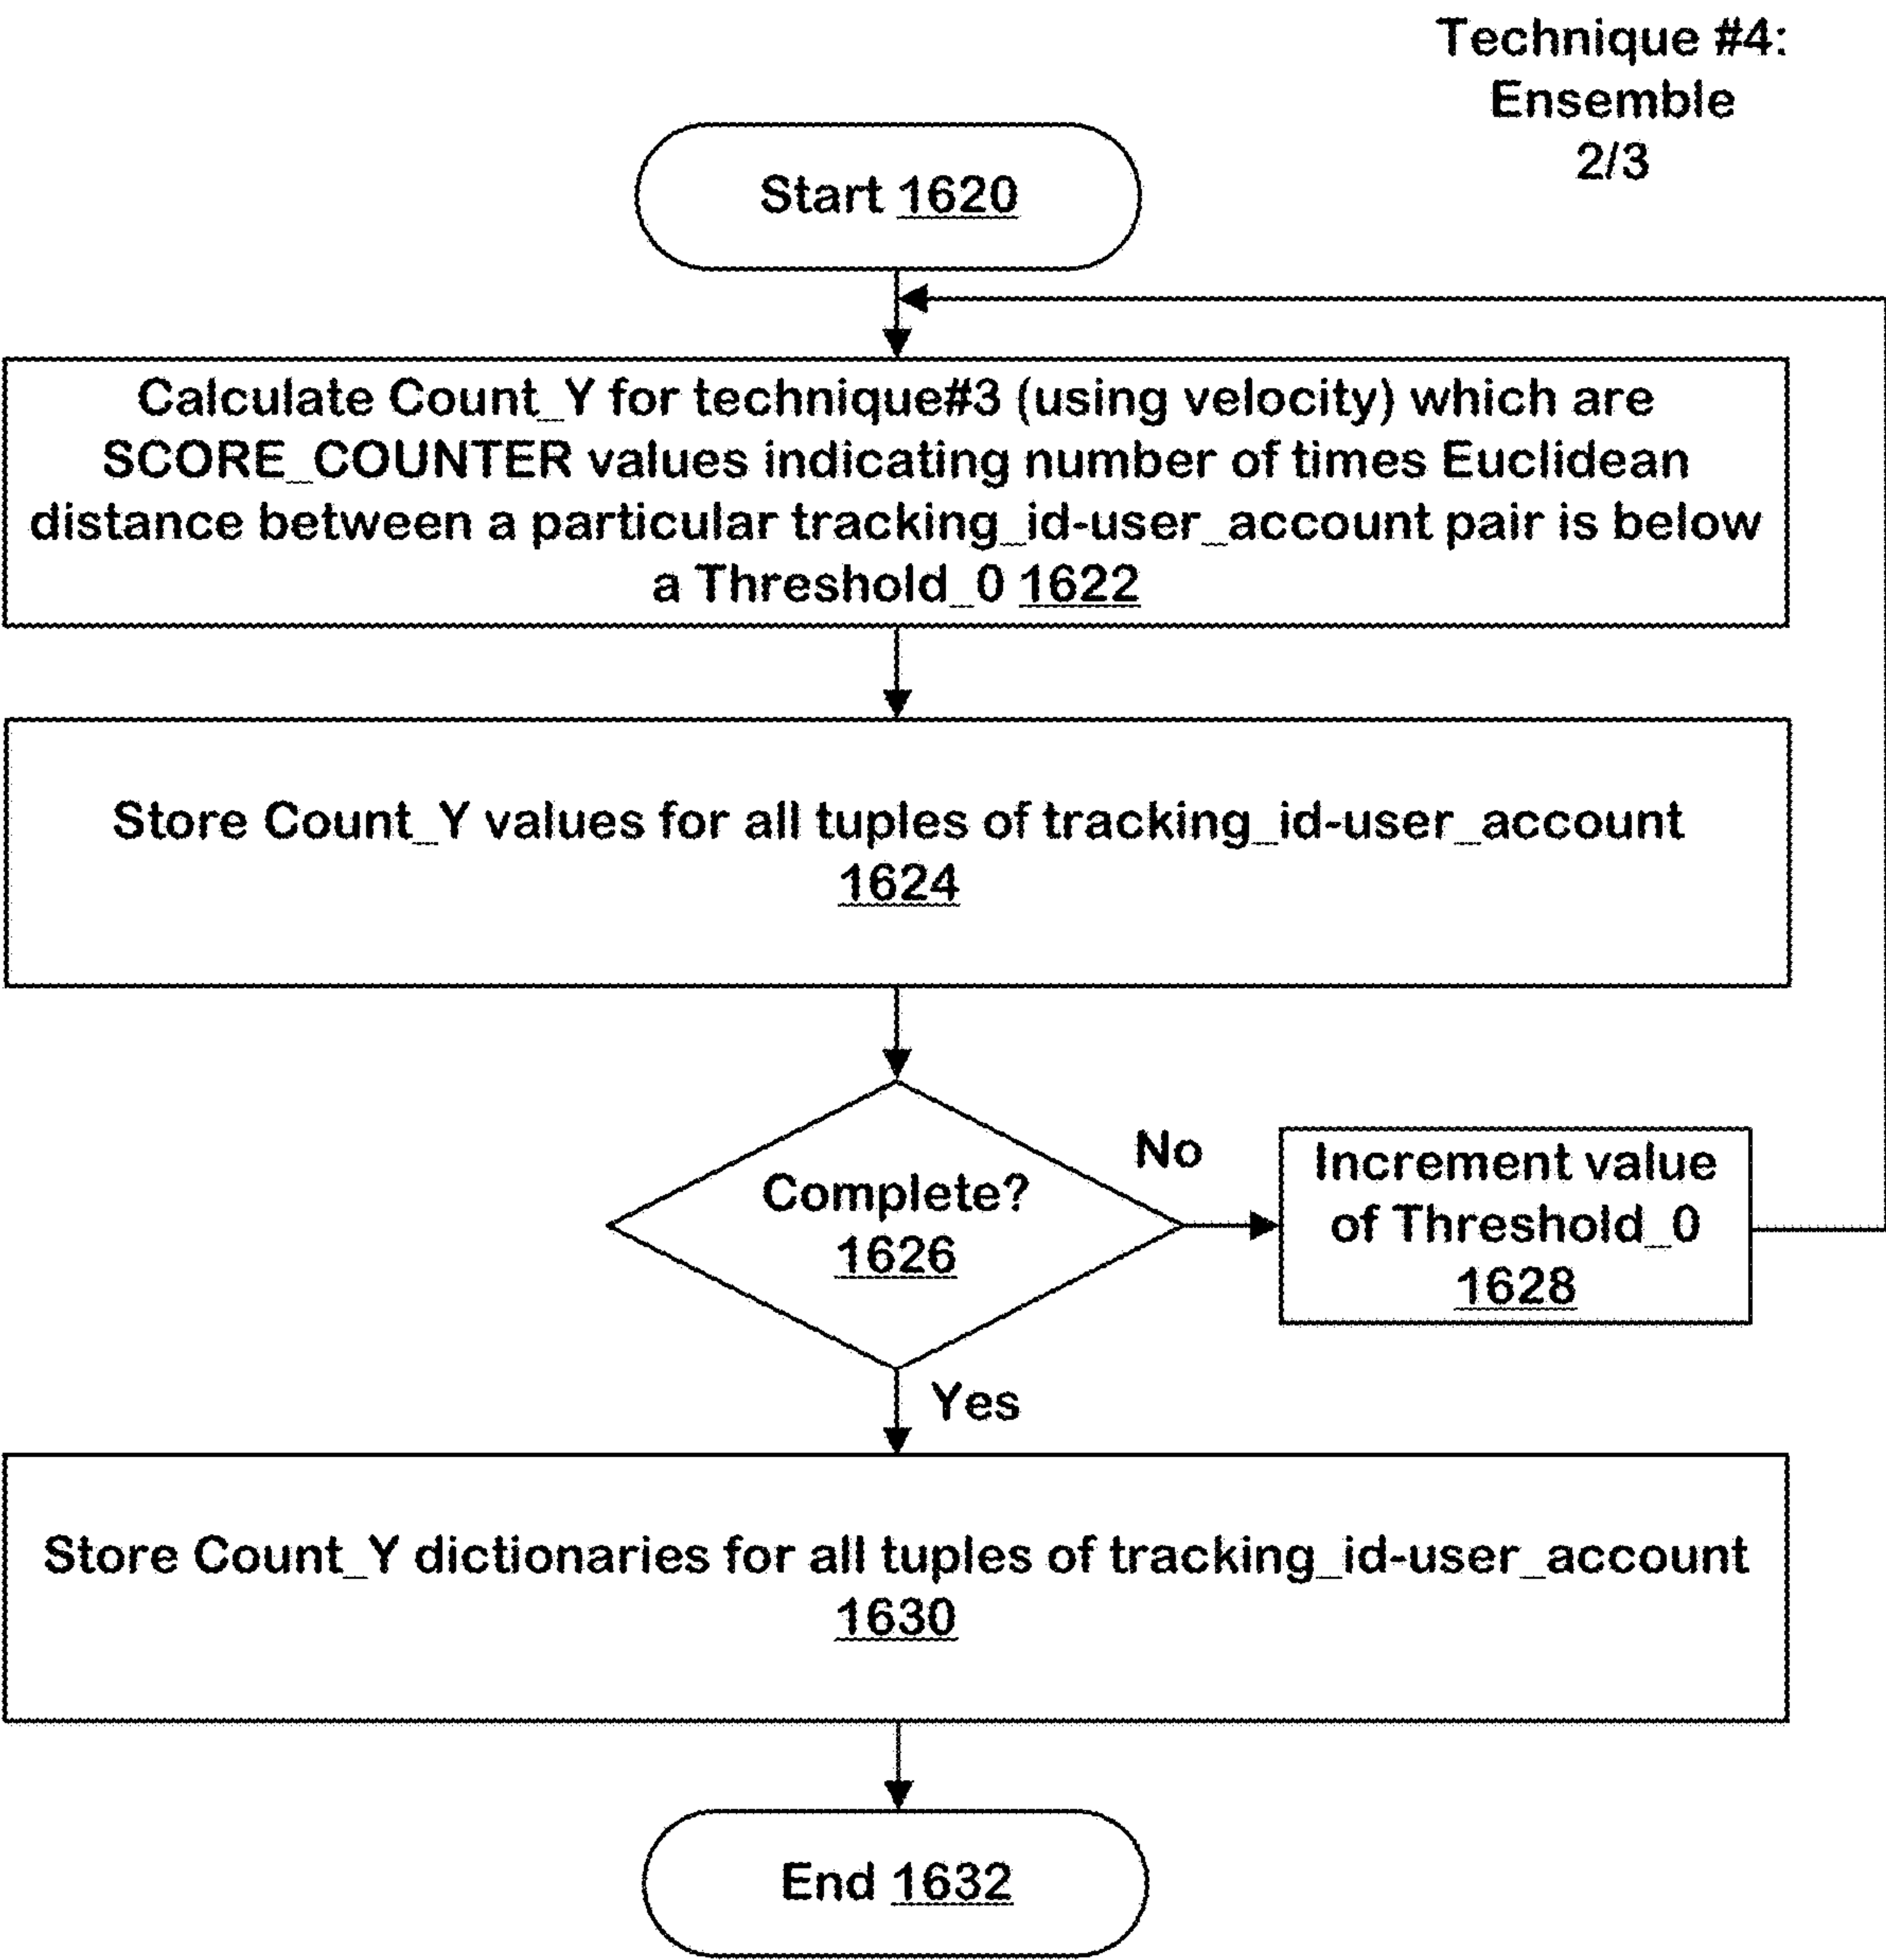 Technique #4:
Ensemble
2/3
Start 1620
Calculate Count_Y for technique#3 (using velocity) which are
SCORE_COUNTER values indicating number of times Euclidean
distance between a particular tracking_id-user_account pair is below
a Threshold_0 1622
Store Count_Y values for all tuples of tracking_id-user_account
1624
Complete?
1626
No
Increment value
of Threshold_0
1628
Yes
Store Count_Y dictionaries for all tuples of tracking_id-user_account
1630
End 1632